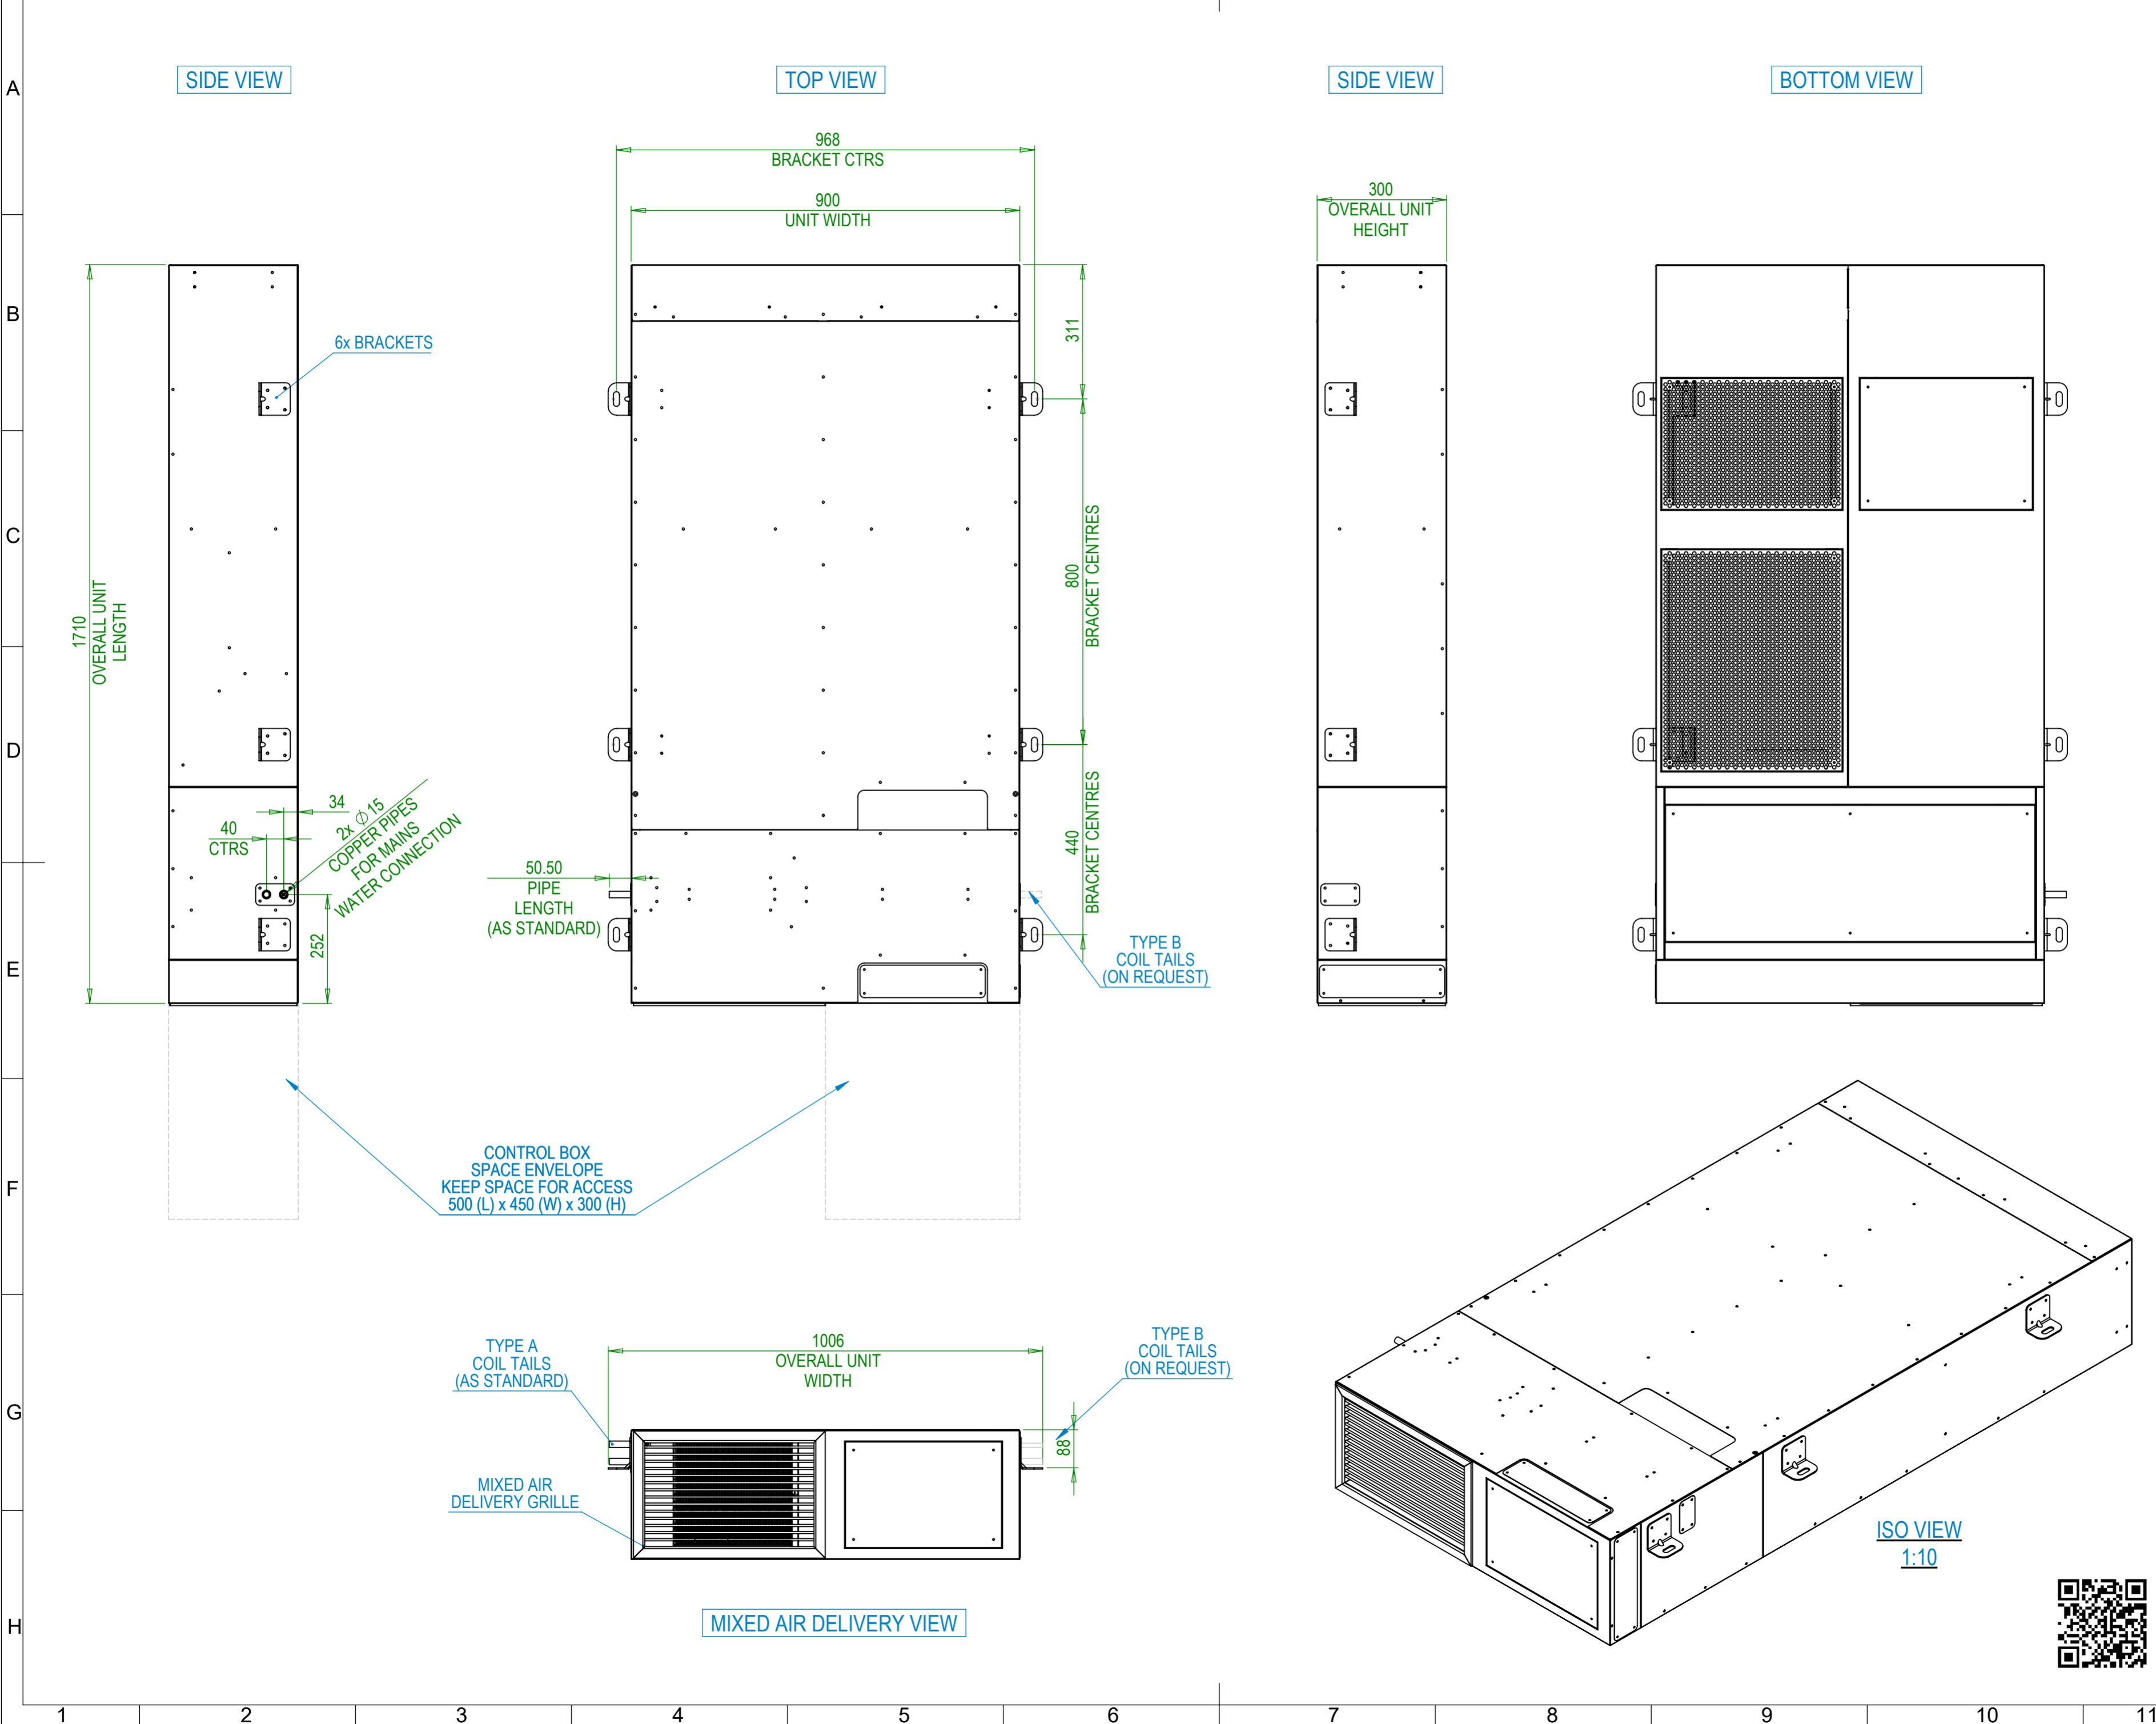 A
SIDE VIEW
TOP VIEW
SIDE VIEW
BOTTOM VIEW
968
BRACKET CTRS
900
UNIT WIDTH
300
OVERALL UNIT
HEIGHT
B
311
6x BRACKETS
C
800
BRACKET CENTRES
1710
OVERALL UNIT
LENGTH
D
34
40
CTRS
2x Ø 15
COPPER PIPES
FOR MAINS
WATER CONNECTION
440
BRACKET CENTRES
50.50
PIPE
LENGTH
(AS STANDARD)
252
TYPE B
COIL TAILS
(ON REQUEST)
E
CONTROL BOX
SPACE ENVELOPE
KEEP SPACE FOR ACCESS
500 (L) x 450 (W) x 300 (H)
F
TYPE A
COIL TAILS
(AS STANDARD)
1006
OVERALL UNIT
WIDTH
TYPE B
COIL TAILS
(ON REQUEST)
G
88
MIXED AIR
DELIVERY GRILLE
ISO VIEW
1:10
H
MIXED AIR DELIVERY VIEW
1
2
3
4
5
6
7
8
9
10
11